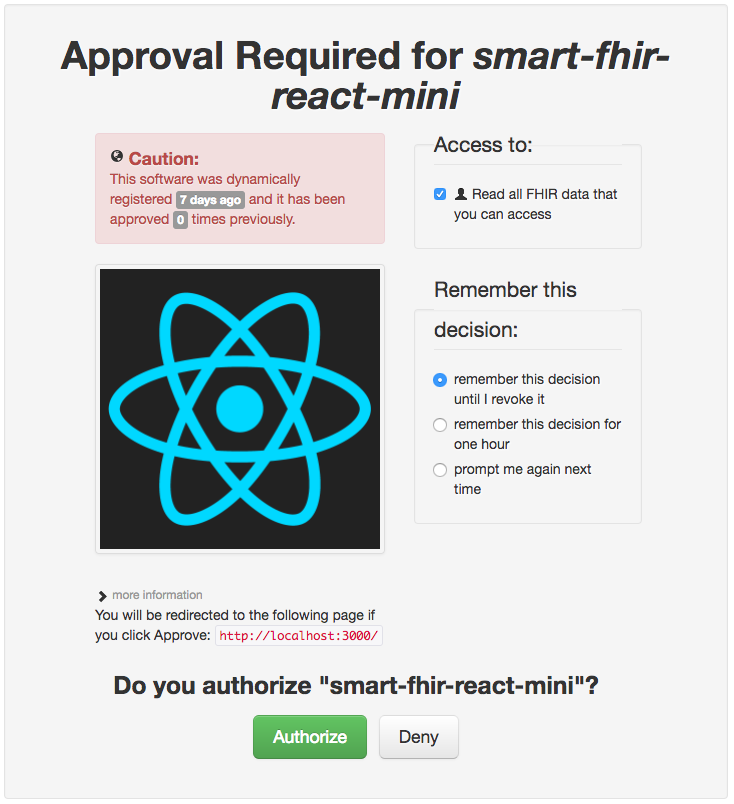 Approval Required for smart-fhir-
react-mini
Caution:
This software was dynamically
registered 7 days ago and it has been
approved 0 times previously.
Access to:
Read all FHIR data that
you can access
Remember this
decision:
remember this decision
until I revoke it
remember this decision for
one hour
prompt me again next
time
more information
You will be redirected to the following page if
you click Approve: http://localhost:3000/
Do you authorize "smart-fhir-react-mini"?
Authorize
Deny